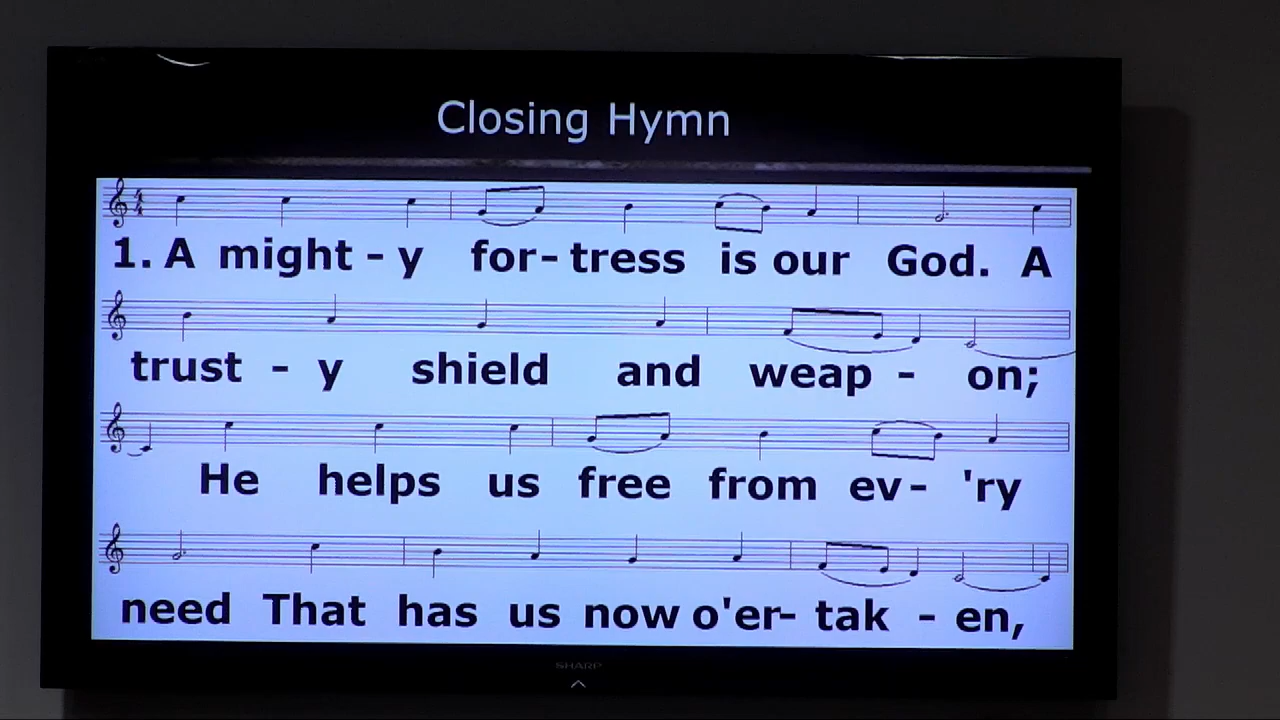 Closing Hymn
1. A might - y for- tress is our God. A
trust - y shield and weap - on;
He helps us free from ev- 'ry
need That has us now o'er- tak - en,
SHARP